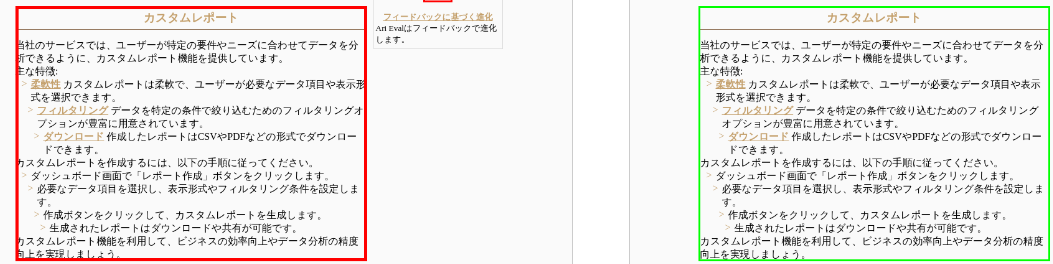 カスタムレポート
当社のサービスでは、ユーザーが特定の要件やニーズに合わせてデータを分
析できるように、カスタムレポート機能を提供しています。
主な特徴:
> 柔軟性 カスタムレポートは柔軟で、ユーザーが必要なデータ項目や表示形
式を選択できます。
> フィルタリング データを特定の条件で絞り込むためのフィルタリングオ
プションが豊富に用意されています。
> ダウンロード 作成したレポートはCSVやPDFなどの形式でダウンロー
ドできます。
カスタムレポートを作成するには、以下の手順に従ってください。
> ダッシュボード画面で「レポート作成」ボタンをクリックします。
> 必要なデータ項目を選択し、表示形式やフィルタリング条件を設定しま
す。
> 作成ボタンをクリックして、カスタムレポートを生成します。
> 生成されたレポートはダウンロードや共有が可能です。
カスタムレポート機能を利用して、ビジネスの効率向上やデータ分析の精度
向上を実現しましょう。
フィードバックに基づく進化
Art Evalはフィードバックで進化
します。
カスタムレポート
当社のサービスでは、ユーザーが特定の要件やニーズに合わせてデータを分
析できるように、カスタムレポート機能を提供しています。
主な特徴:
> 柔軟性 カスタムレポートは柔軟で、ユーザーが必要なデータ項目や表示
形式を選択できます。
> フィルタリング データを特定の条件で絞り込むためのフィルタリング
オプションが豊富に用意されています。
> ダウンロード 作成したレポートはCSVやPDFなどの形式でダウンロー
ドできます。
カスタムレポートを作成するには、以下の手順に従ってください。
> ダッシュボード画面で「レポート作成」ボタンをクリックします。
> 必要なデータ項目を選択し、表示形式やフィルタリング条件を設定しま
す。
> 作成ボタンをクリックして、カスタムレポートを生成します。
> 生成されたレポートはダウンロードや共有が可能です。
カスタムレポート機能を利用して、ビジネスの効率向上やデータ分析の精度
向上を実現しましょう。